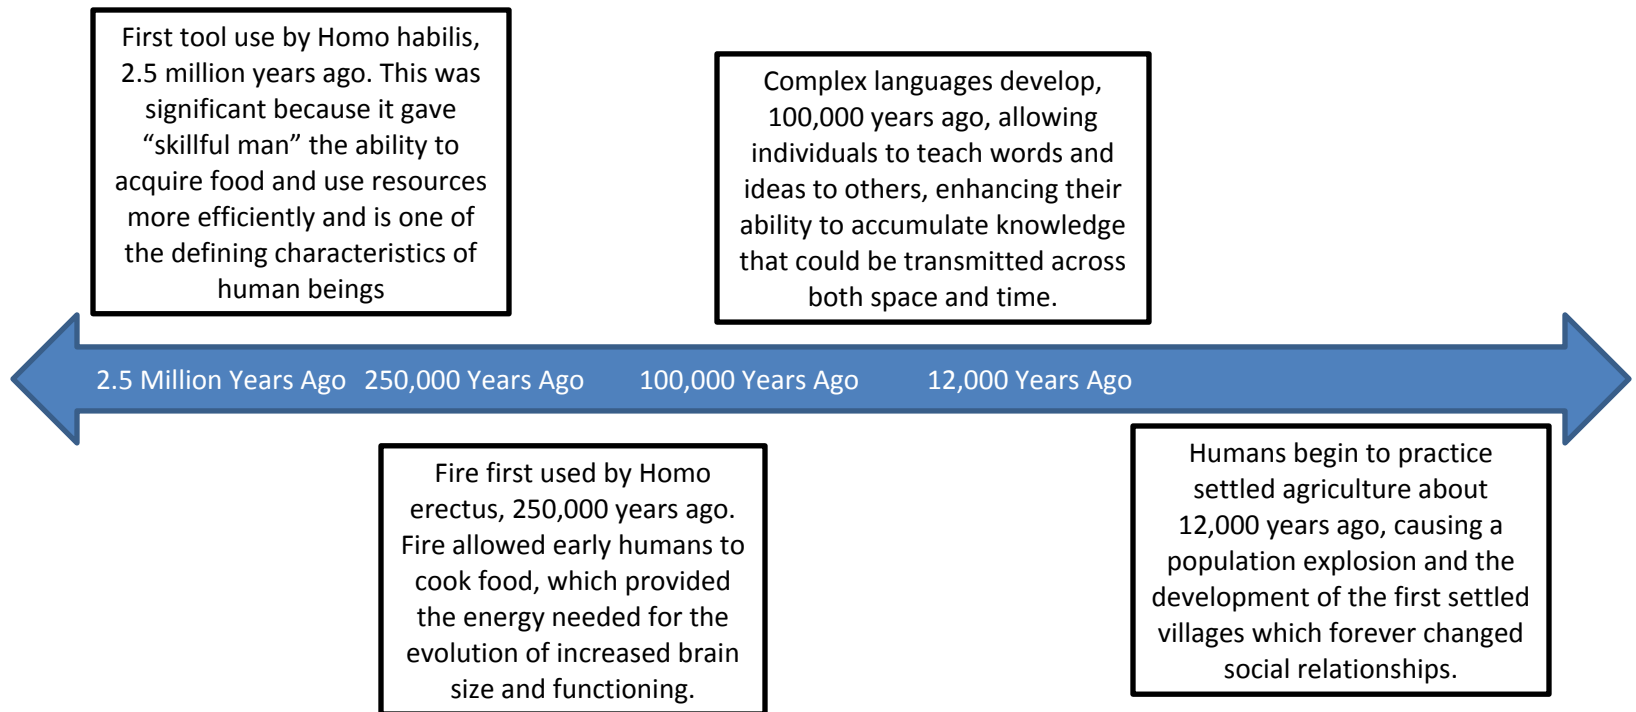 First tool use by Homo habilis,
2.5 million years ago. This was
significant because it gave
“skillful man” the ability to
acquire food and use resources
more efficiently and is one of
the defining characteristics of
human beings
Complex languages develop,
100,000 years ago, allowing
individuals to teach words and
ideas to others, enhancing their
ability to accumulate knowledge
that could be transmitted across
both space and time.
2.5 Million Years Ago 250,000 Years Ago 100,000 Years Ago 12,000 Years Ago
Fire first used by Homo
erectus, 250,000 years ago.
Fire allowed early humans to
cook food, which provided
the energy needed for the
evolution of increased brain
size and functioning.
Humans begin to practice
settled agriculture about
12,000 years ago, causing a
population explosion and the
development of the first settled
villages which forever changed
social relationships.